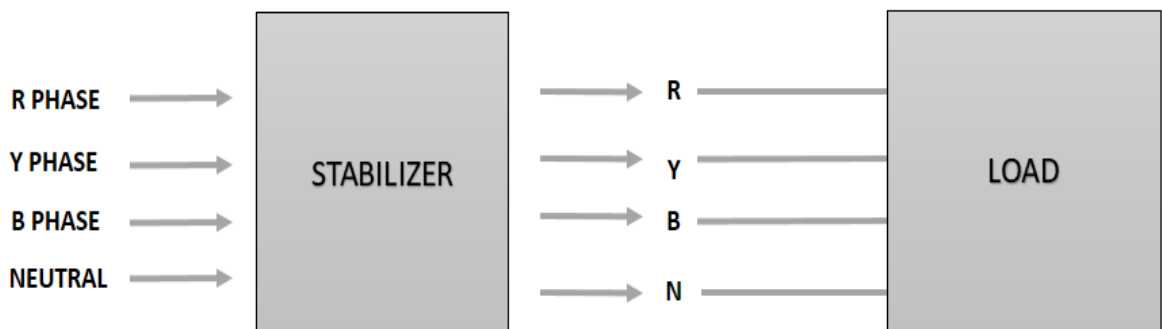 R PHASE
Y PHASE
B PHASE
NEUTRAL
STABILIZER
R
Y
B
N
LOAD